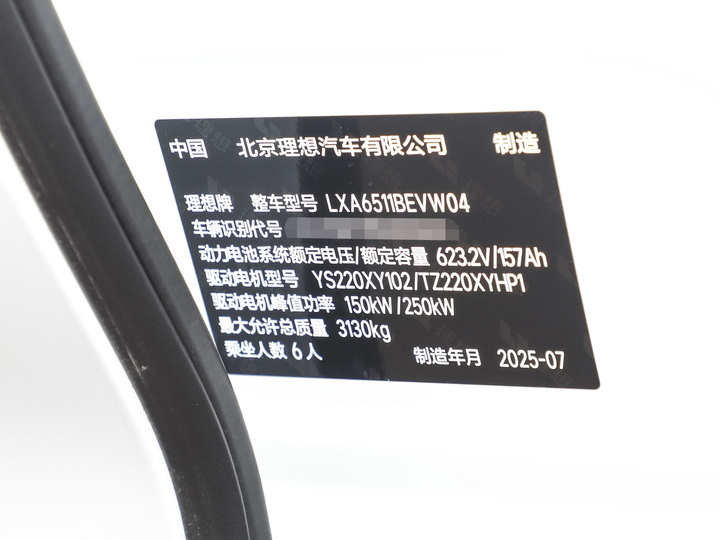 中国 北京理想汽车有限公司 制造
理想牌 整车型号 LXA6511BEVW04
车辆识别代号
动力电池系统额定电压/额定容量 623.2V/157Ah
驱动电机型号 YS220XY102/TZ220XYHP1
驱动电机峰值功率 150kW/250kW
最大允许总质量 3130kg
乘坐人数 6人 制造年月 2025-07